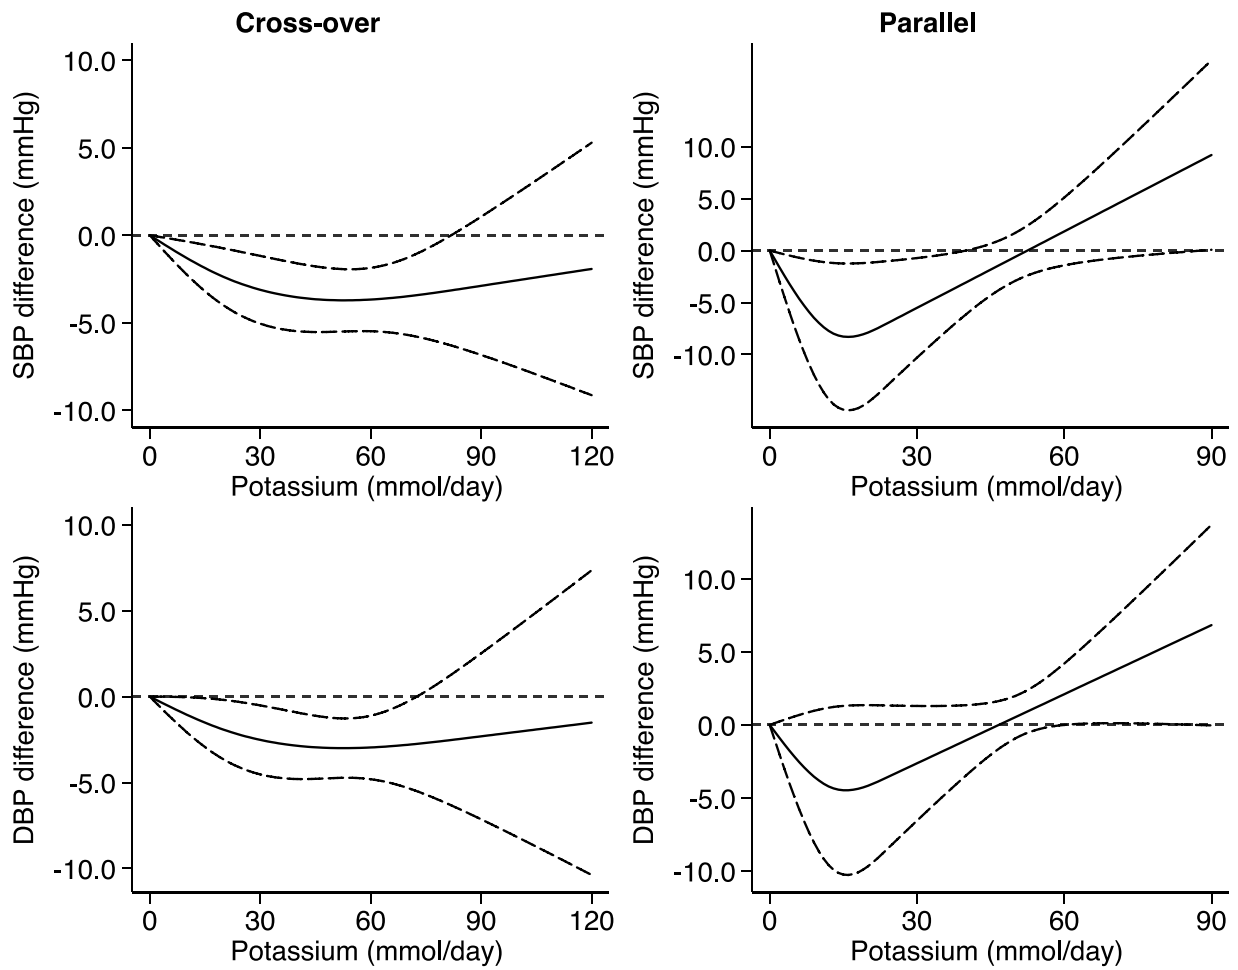 Cross-over
SBP difference (mmHg)
10.0
5.0
0.0
-5.0
-10.0
0 30 60 90 120
Potassium (mmol/day)
Parallel
SBP difference (mmHg)
10.0
5.0
0.0
-5.0
-10.0
0 30 60 90
Potassium (mmol/day)
DBP difference (mmHg)
10.0
5.0
0.0
-5.0
-10.0
0 30 60 90 120
Potassium (mmol/day)
DBP difference (mmHg)
10.0
5.0
0.0
-5.0
-10.0
0 30 60 90
Potassium (mmol/day)